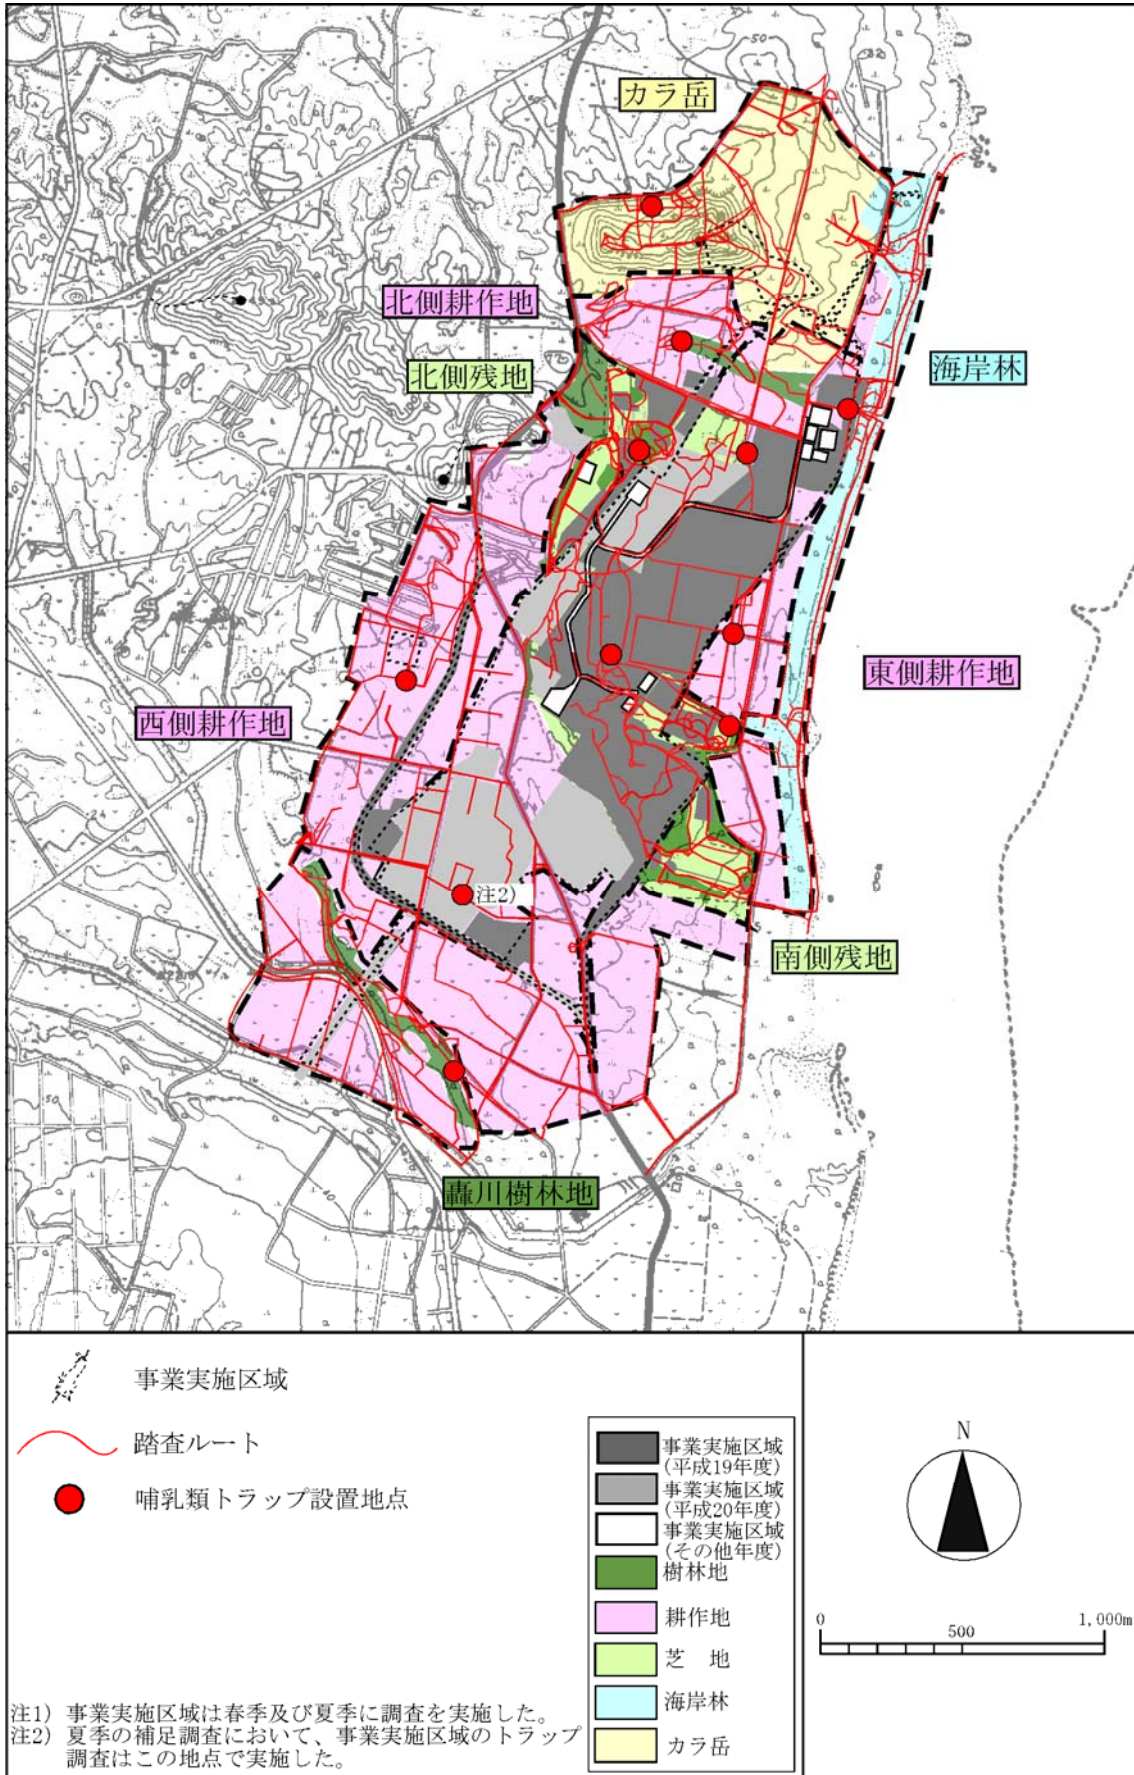 カラ岳
北側耕作地
北側残地
海岸林
東側耕作地
西側耕作地
注2)
南側残地
轟川樹林地
事業実施区域
踏査ルート
哺乳類トラップ設置地点
事業実施区域
(平成19年度)
事業実施区域
(平成20年度)
事業実施区域
(その他年度)
樹林地
耕作地
芝 地
海岸林
カラ岳
N
0
500
1,000m
注1) 事業実施区域は春季及び夏季に調査を実施した。
注2) 夏季の補足調査において、事業実施区域のトラップ
調査はこの地点で実施した。